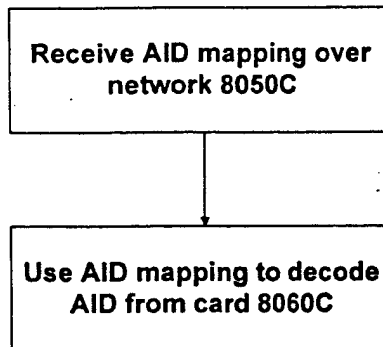 Receive AID mapping over
network 8050C
Use AID mapping to decode
AID from card 8060C